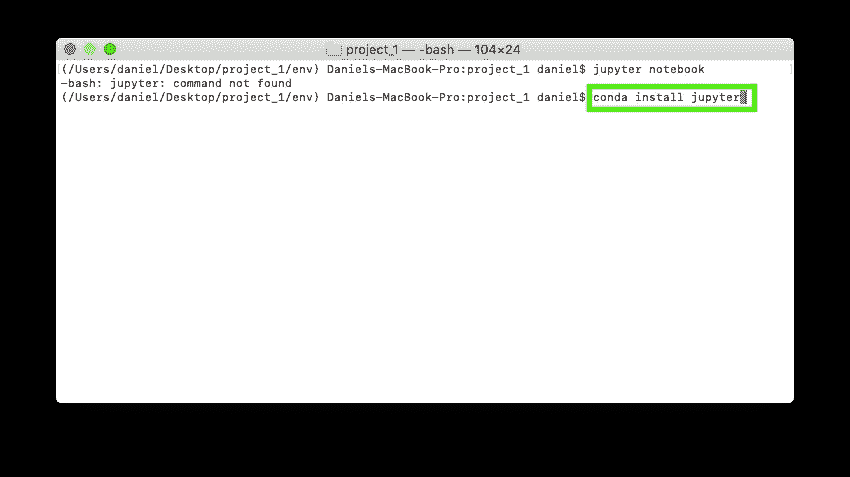 project_1 — -bash — 104×24
(/Users/daniel/Desktop/project_1/env) Daniels-MacBook-Pro:project_1 daniel$ jupyter notebook
-bash: jupyter: command not found
(/Users/daniel/Desktop/project_1/env) Daniels-MacBook-Pro:project_1 daniel$ conda install jupyter